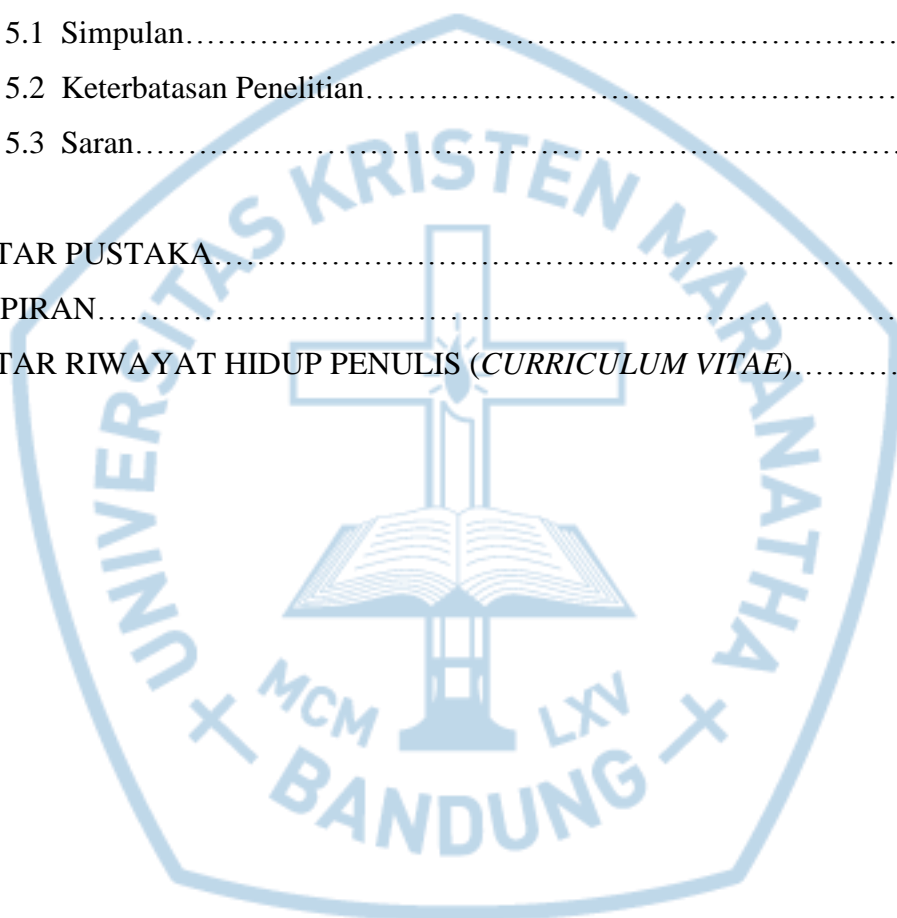 5.1 Simpulan……………………………………………………………………
5.2 Keterbatasan Penelitian……………………………………………………
5.3 Saran…………………………………………………………………………
TAR PUSTAKA…………………………………………………………………
PIRAN……………………………………………………………………………
TAR RIWAYAT HIDUP PENULIS (CURRICULUM VITAE)………
UNIVERSITAS KRISTEN MARANATHA
MCM LXV
BANDUNG